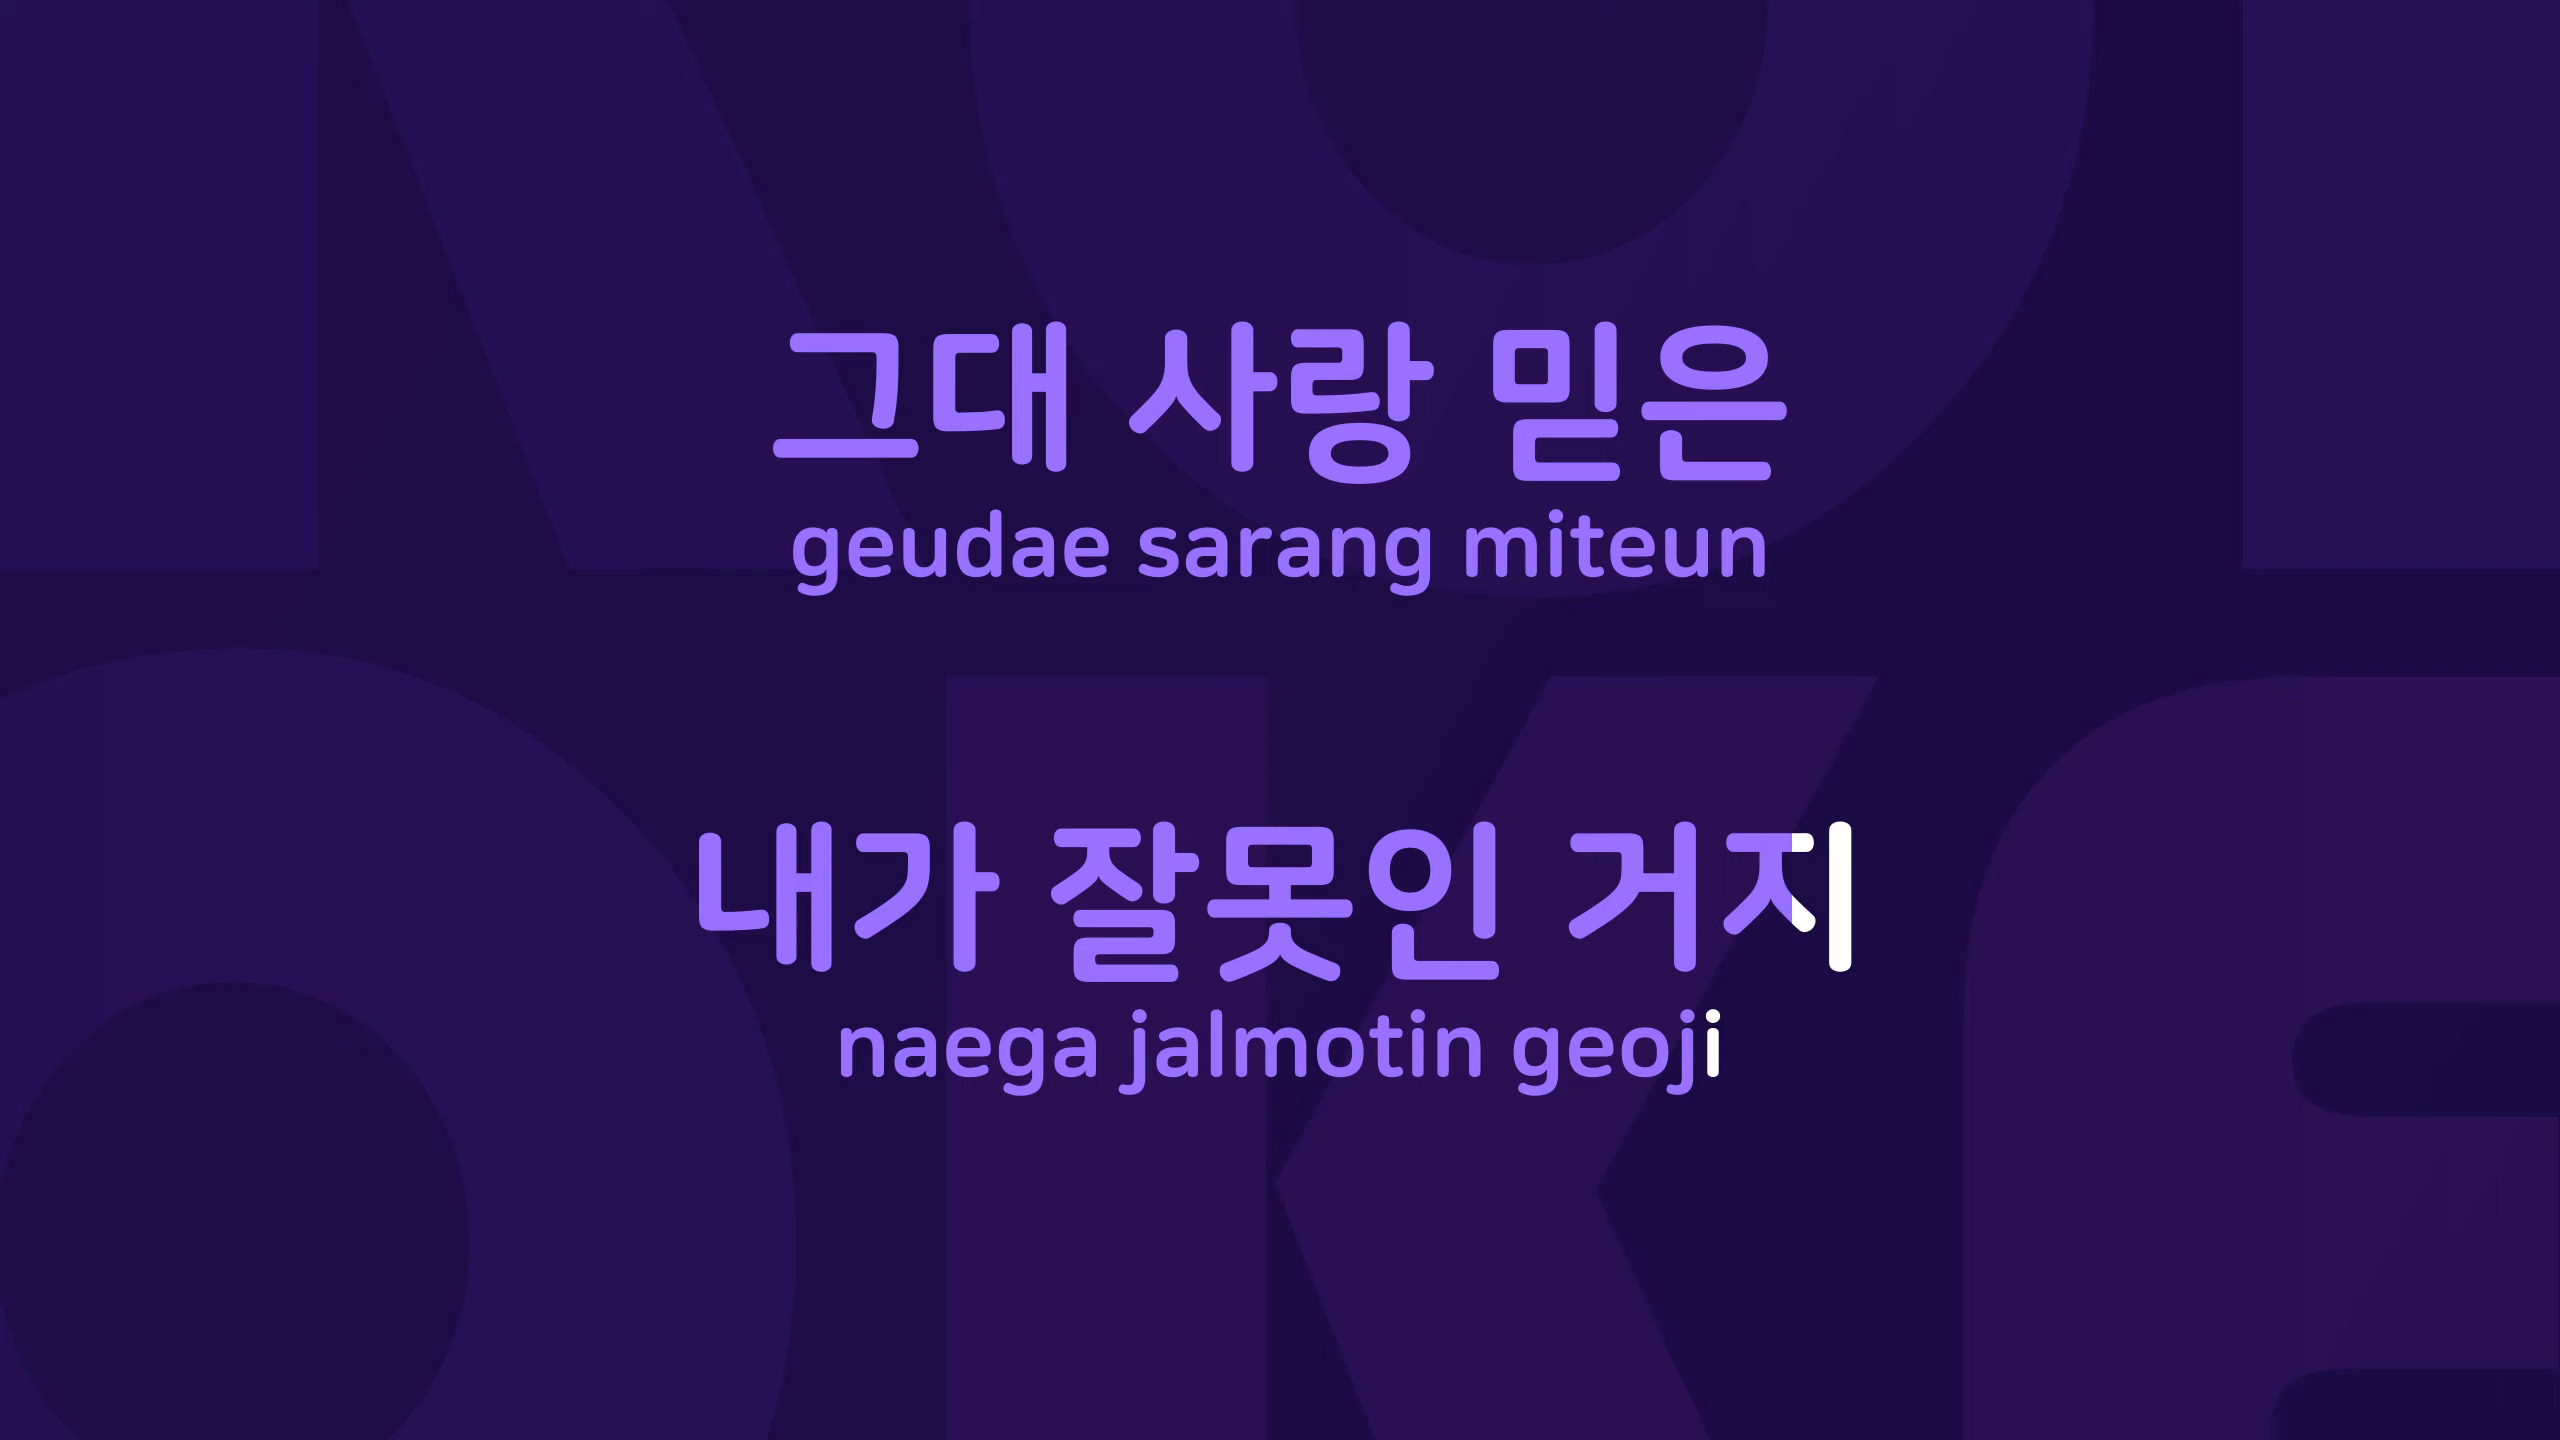 그대 사랑 믿은
geudae sarang miteun
내가 잘못인 거지
naega jalmotin geoji